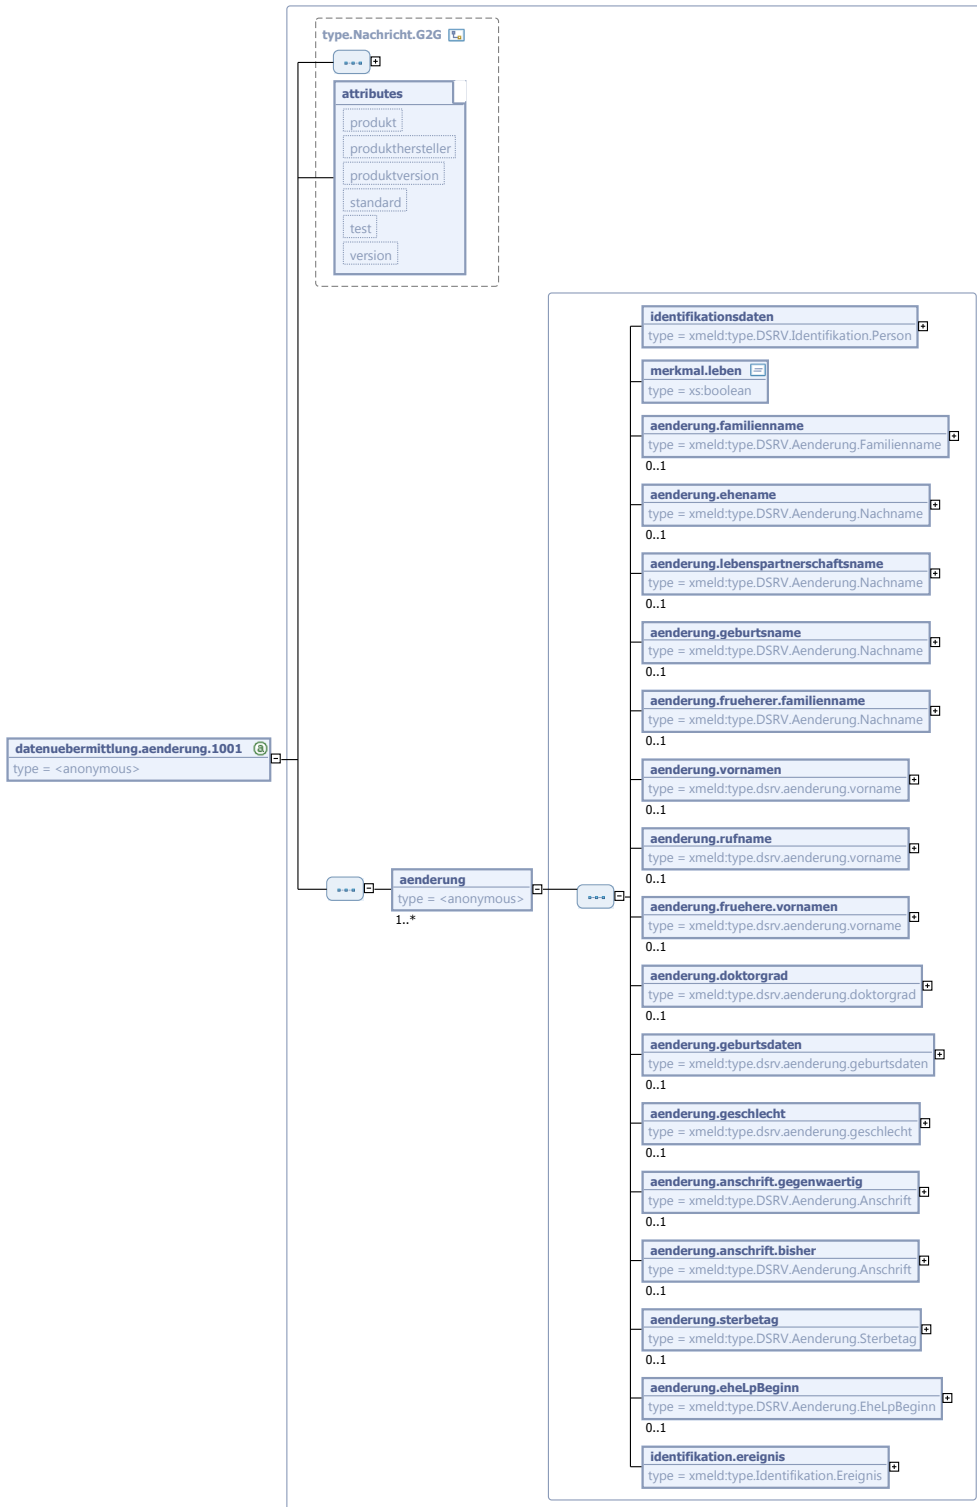 type.Nachricht.G2G
attributes
produkt
produkthersteller
produktversion
standard
test
version
identifikationsdaten
type = xmeld:type.DSRV.Identifikation.Person
merkmal.leben
type = xs:boolean
aenderung.familienname
type = xmeld:type.DSRV.Aenderung.Familienname
0..1
aenderung.ehename
type = xmeld:type.DSRV.Aenderung.Nachname
0..1
aenderung.lebenspartnerschaftsname
type = xmeld:type.DSRV.Aenderung.Nachname
0..1
aenderung.geburtsname
type = xmeld:type.DSRV.Aenderung.Nachname
0..1
aenderung.frueherer.familienname
type = xmeld:type.DSRV.Aenderung.Nachname
0..1
datenuebermittlung.aenderung.1001
type = <anonymous>
aenderung.vornamen
type = xmeld:type.dsrv.aenderung.vorname
0..1
aenderung.rufname
type = xmeld:type.dsrv.aenderung.vorname
0..1
aenderung
type = <anonymous>
1..*
aenderung.fruehere.vornamen
type = xmeld:type.dsrv.aenderung.vorname
0..1
aenderung.doktorgrad
type = xmeld:type.dsrv.aenderung.doktorgrad
0..1
aenderung.geburtsdaten
type = xmeld:type.dsrv.aenderung.geburtsdaten
0..1
aenderung.geschlecht
type = xmeld:type.dsrv.aenderung.geschlecht
0..1
aenderung.anschrift.gegenwaertig
type = xmeld:type.DSRV.Aenderung.Anschrift
0..1
aenderung.anschrift.bisher
type = xmeld:type.DSRV.Aenderung.Anschrift
0..1
aenderung.sterbetag
type = xmeld:type.DSRV.Aenderung.Sterbetag
0..1
aenderung.eheLpBeginn
type = xmeld:type.DSRV.Aenderung.EheLpBeginn
0..1
identifikation.ereignis
type = xmeld:type.Identifikation.Ereignis